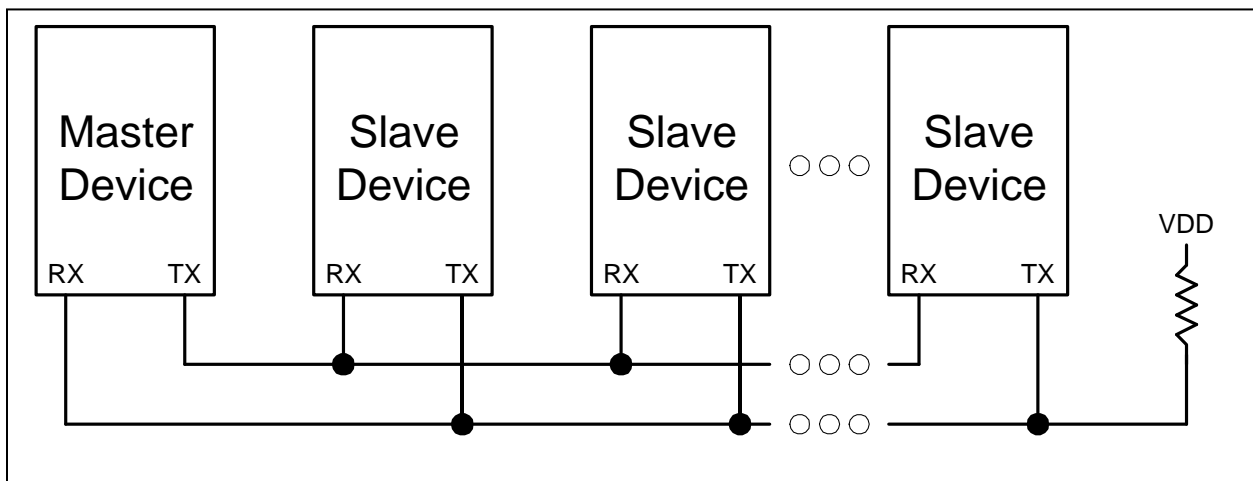 Master
Device
Slave
Device
Slave
Device
Slave
Device
VDD
RX TX
RX TX
RX TX
RX TX